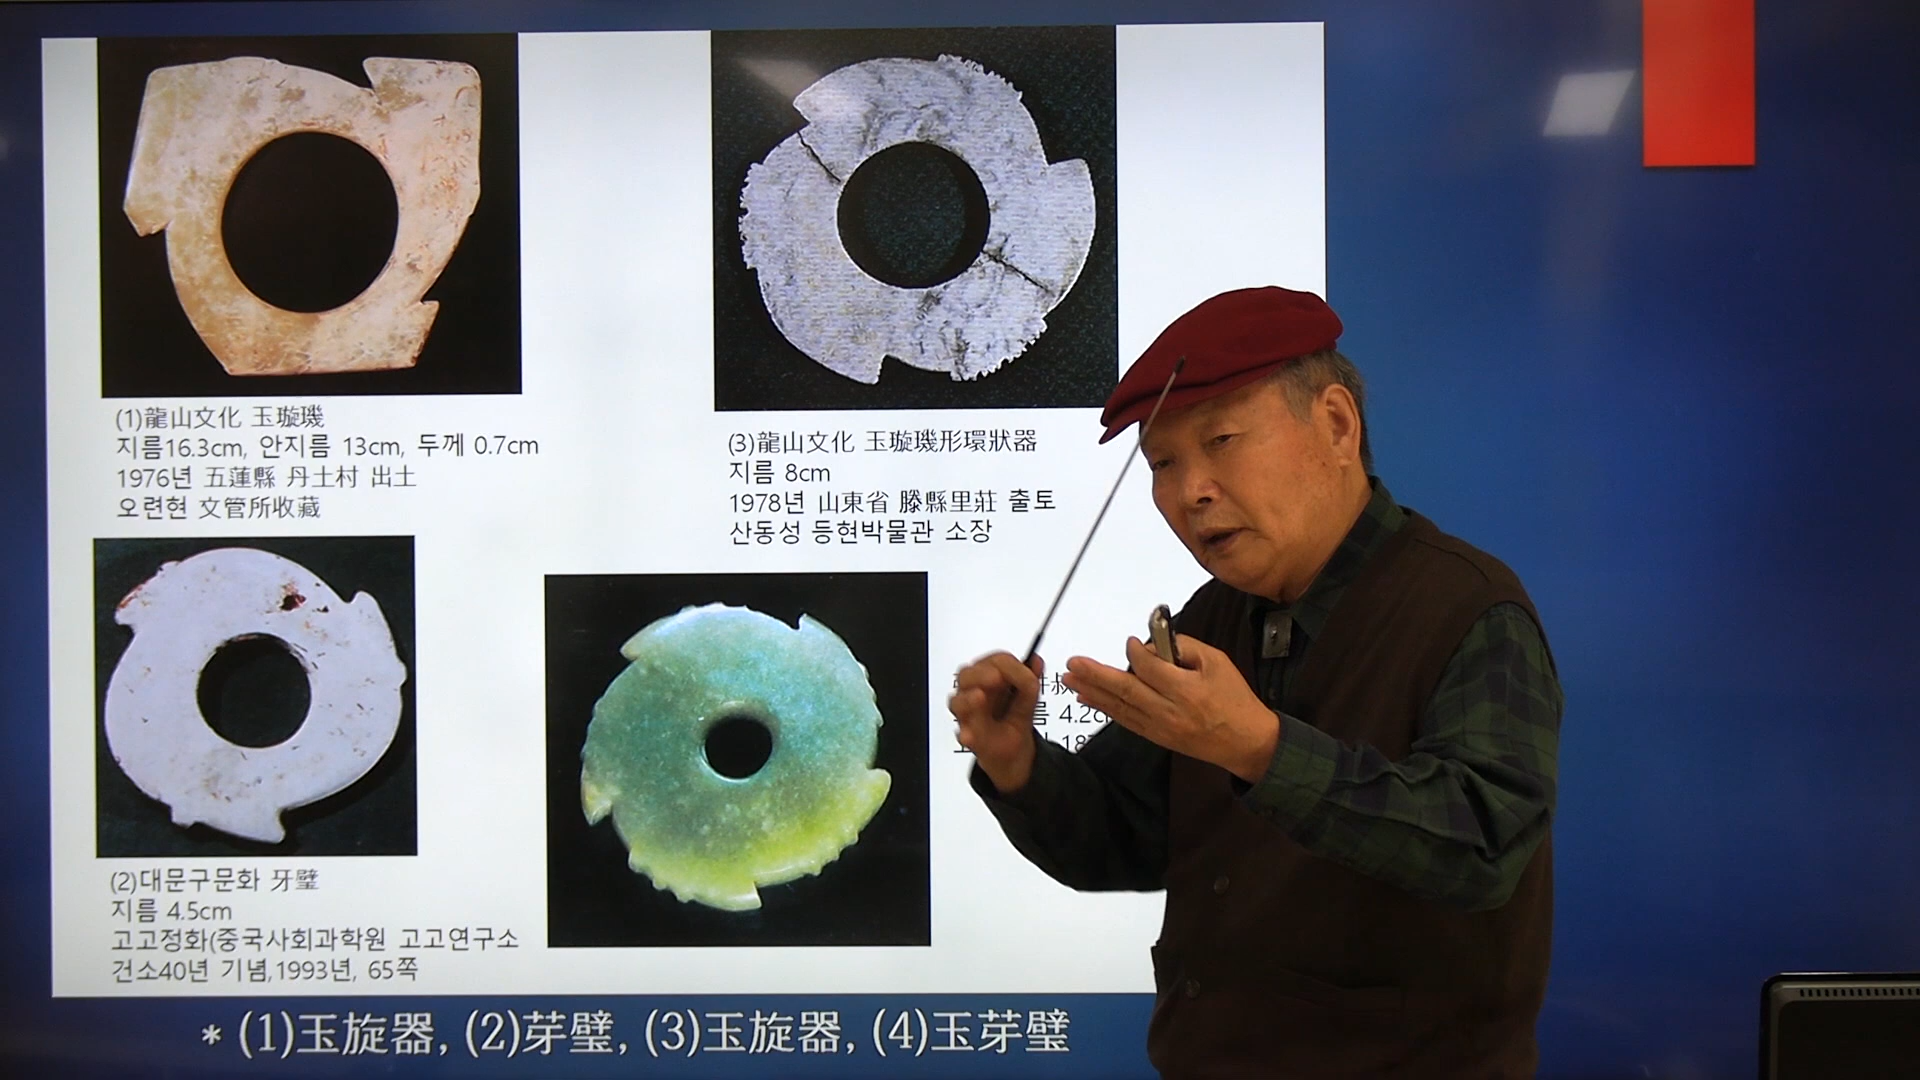 (1)龍山文化 玉璇璣
지름16.3cm, 안지름 13cm, 두께 0.7cm
1976년 五蓮縣 丹土村 出土
오련현 文管所收藏
(3)龍山文化 玉璇璣形環狀器
지름 8cm
1978년 山東省 滕縣里莊 출토
산동성 등현박물관 소장
(2)대문구문화 牙璧
지름 4.5cm
고고정화(중국사회과학원 고고연구소
건소40년 기념,1993년, 65쪽
4.2c
* (1)玉旋器, (2)芽璧, (3)玉旋器, (4)玉芽璧